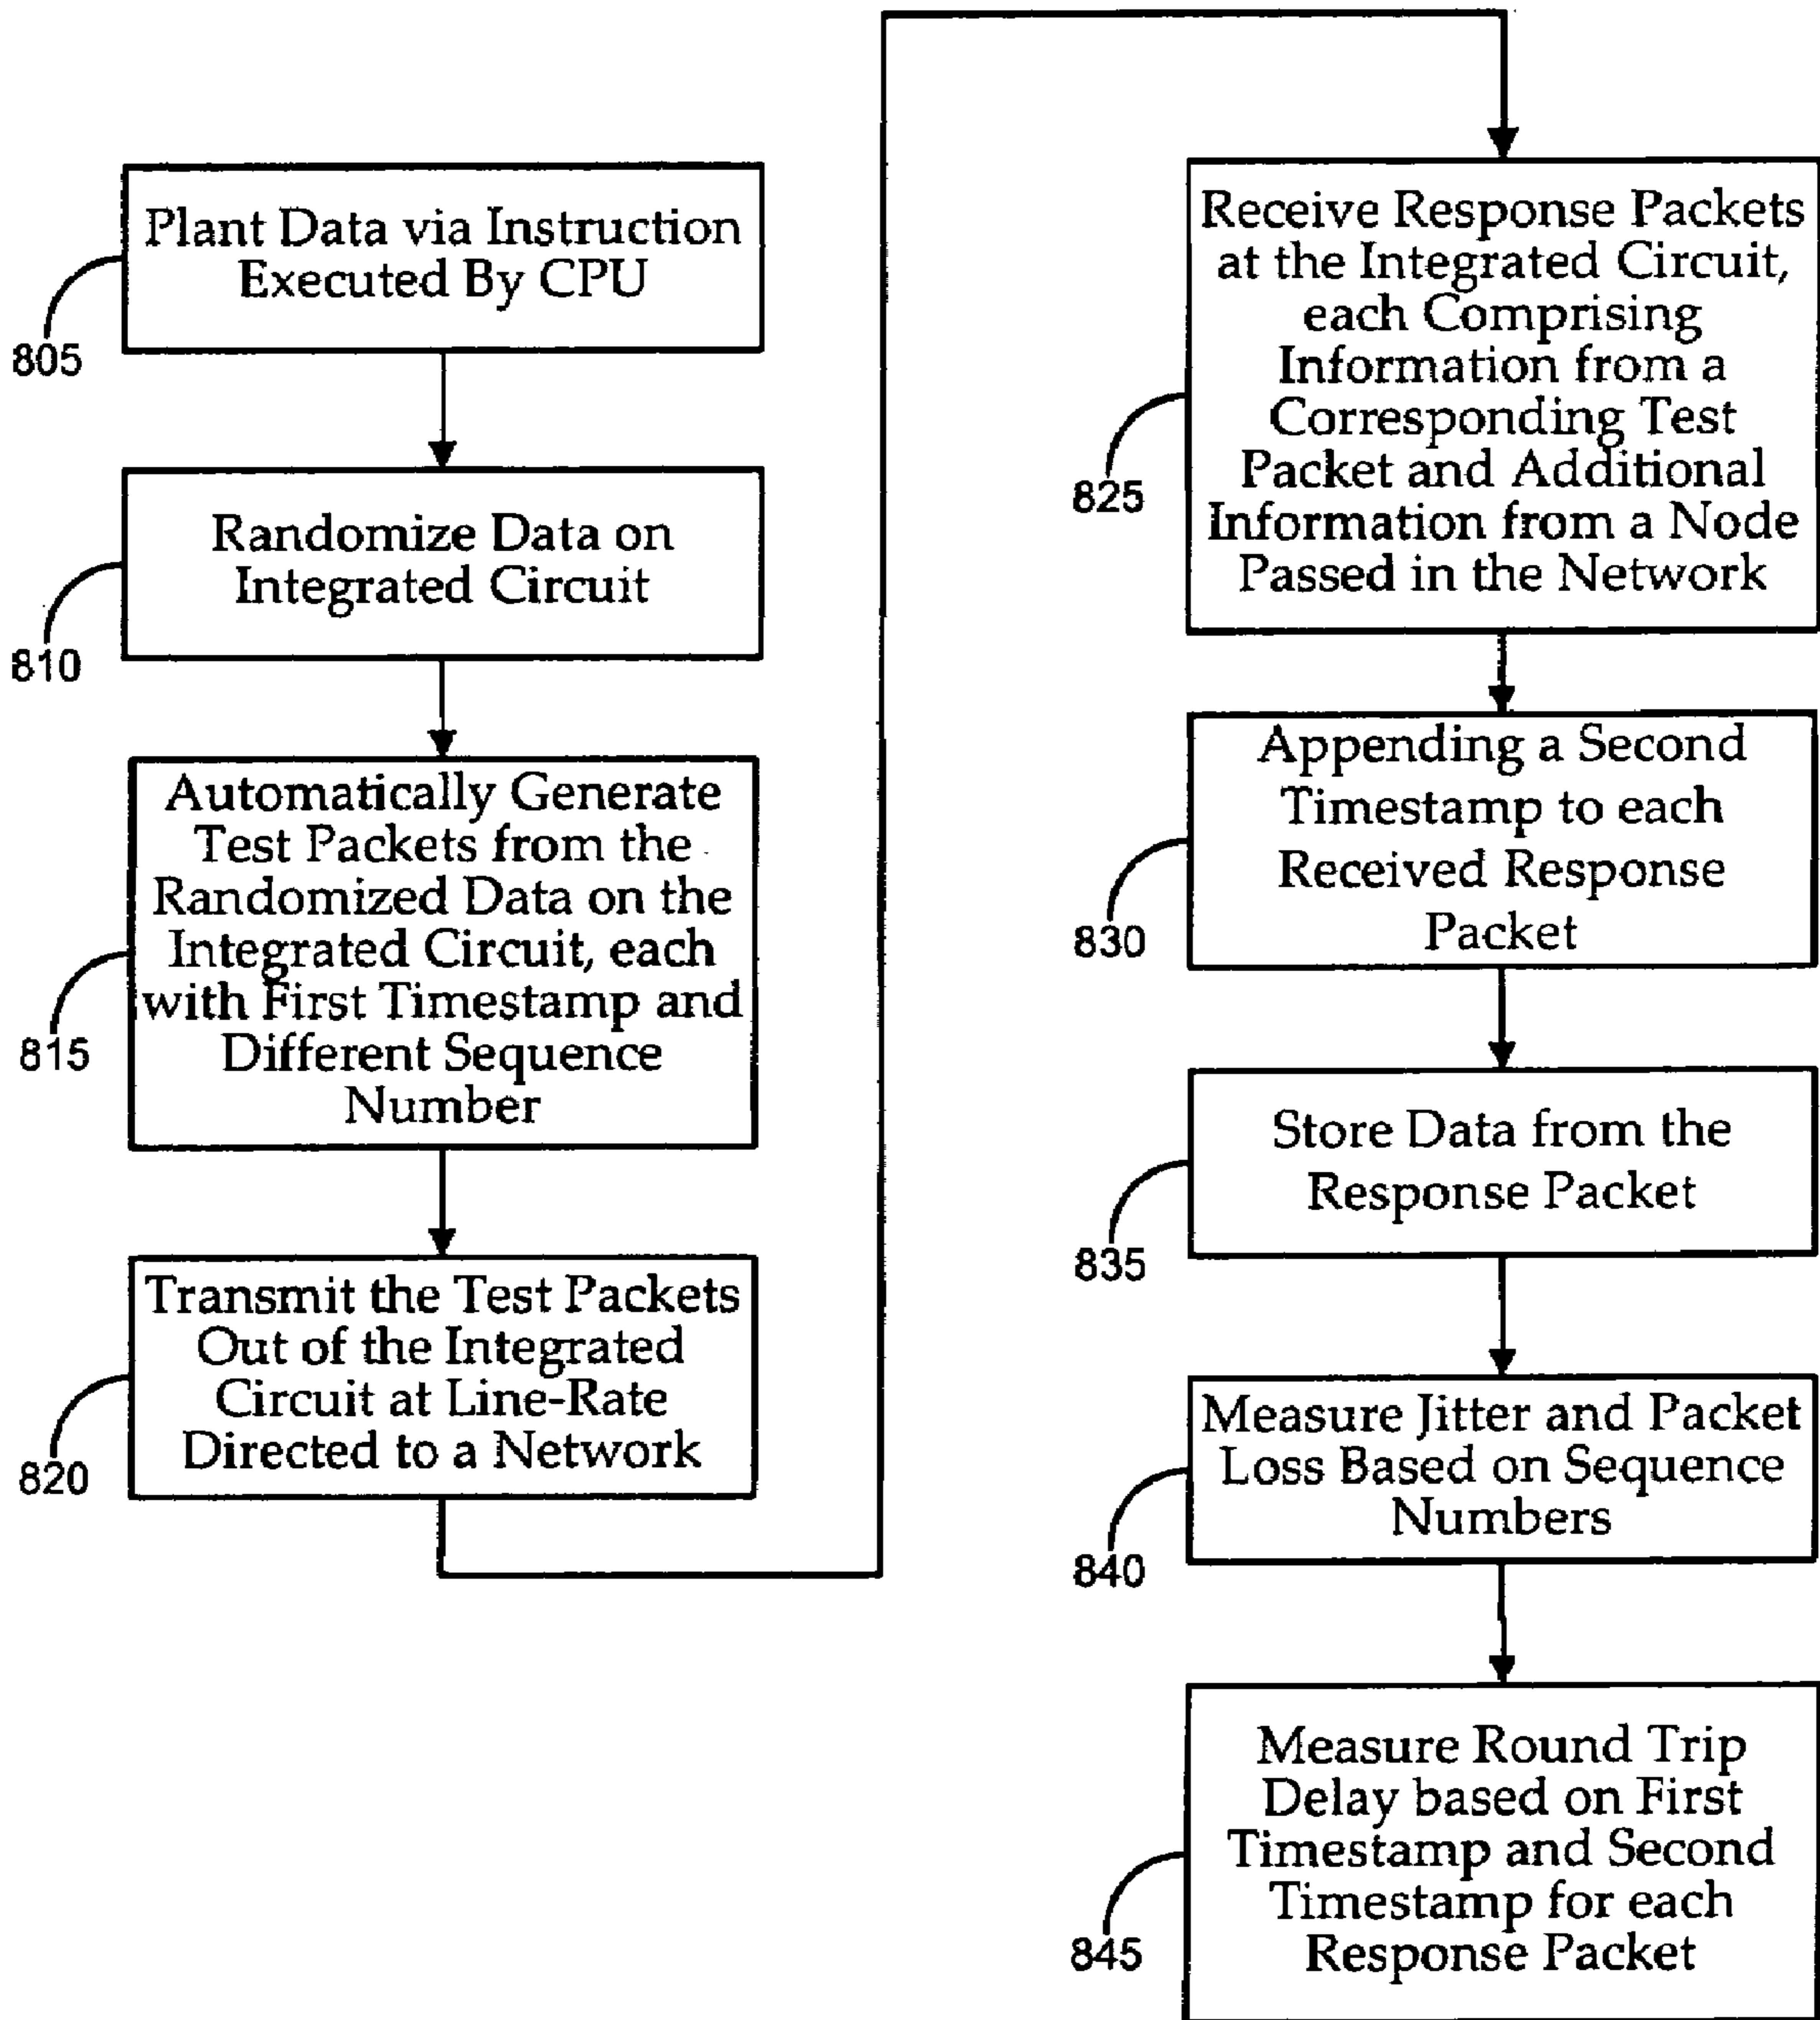 Plant Data via Instruction
Executed By CPU
805
Randomize Data on
Integrated Circuit
810
Automatically Generate
Test Packets from the
Randomized Data on the
Integrated Circuit, each
with First Timestamp and
Different Sequence
Number
815
Transmit the Test Packets
Out of the Integrated
Circuit at Line-Rate
Directed to a Network
820
Receive Response Packets
at the Integrated Circuit,
each Comprising
Information from a
Corresponding Test
Packet and Additional
Information from a Node
Passed in the Network
825
Appending a Second
Timestamp to each
Received Response
Packet
830
Store Data from the
Response Packet
835
Measure Jitter and Packet
Loss Based on Sequence
Numbers
840
Measure Round Trip
Delay based on First
Timestamp and Second
Timestamp for each
Response Packet
845